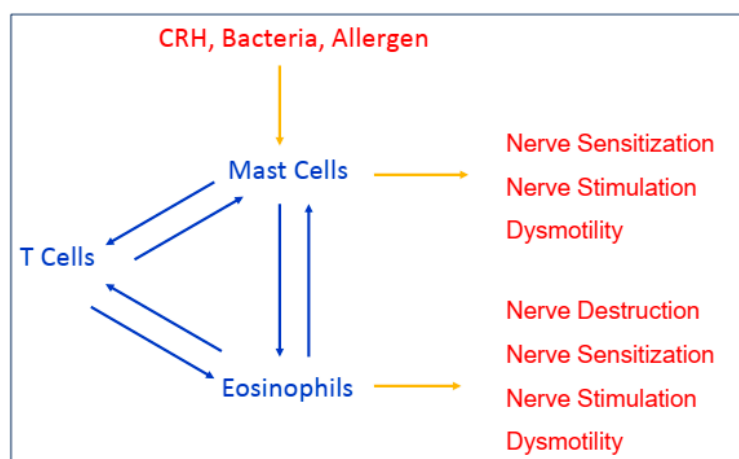 CRH, Bacteria, Allergen
Mast Cells
Nerve Sensitization
Nerve Stimulation
Dysmotility
T Cells
Eosinophils
Nerve Destruction
Nerve Sensitization
Nerve Stimulation
Dysmotility